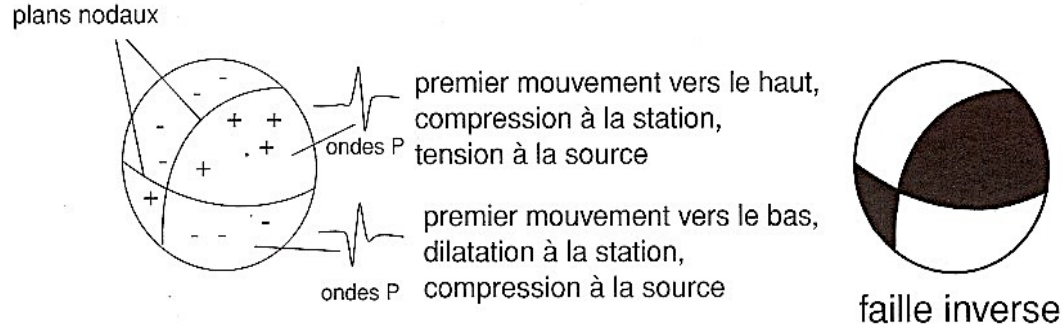 plans nodaux
premier mouvement vers le haut,
compression à la station,
tension à la source
ondes P
premier mouvement vers le bas,
dilatation à la station,
compression à la source
ondes P
faille inverse